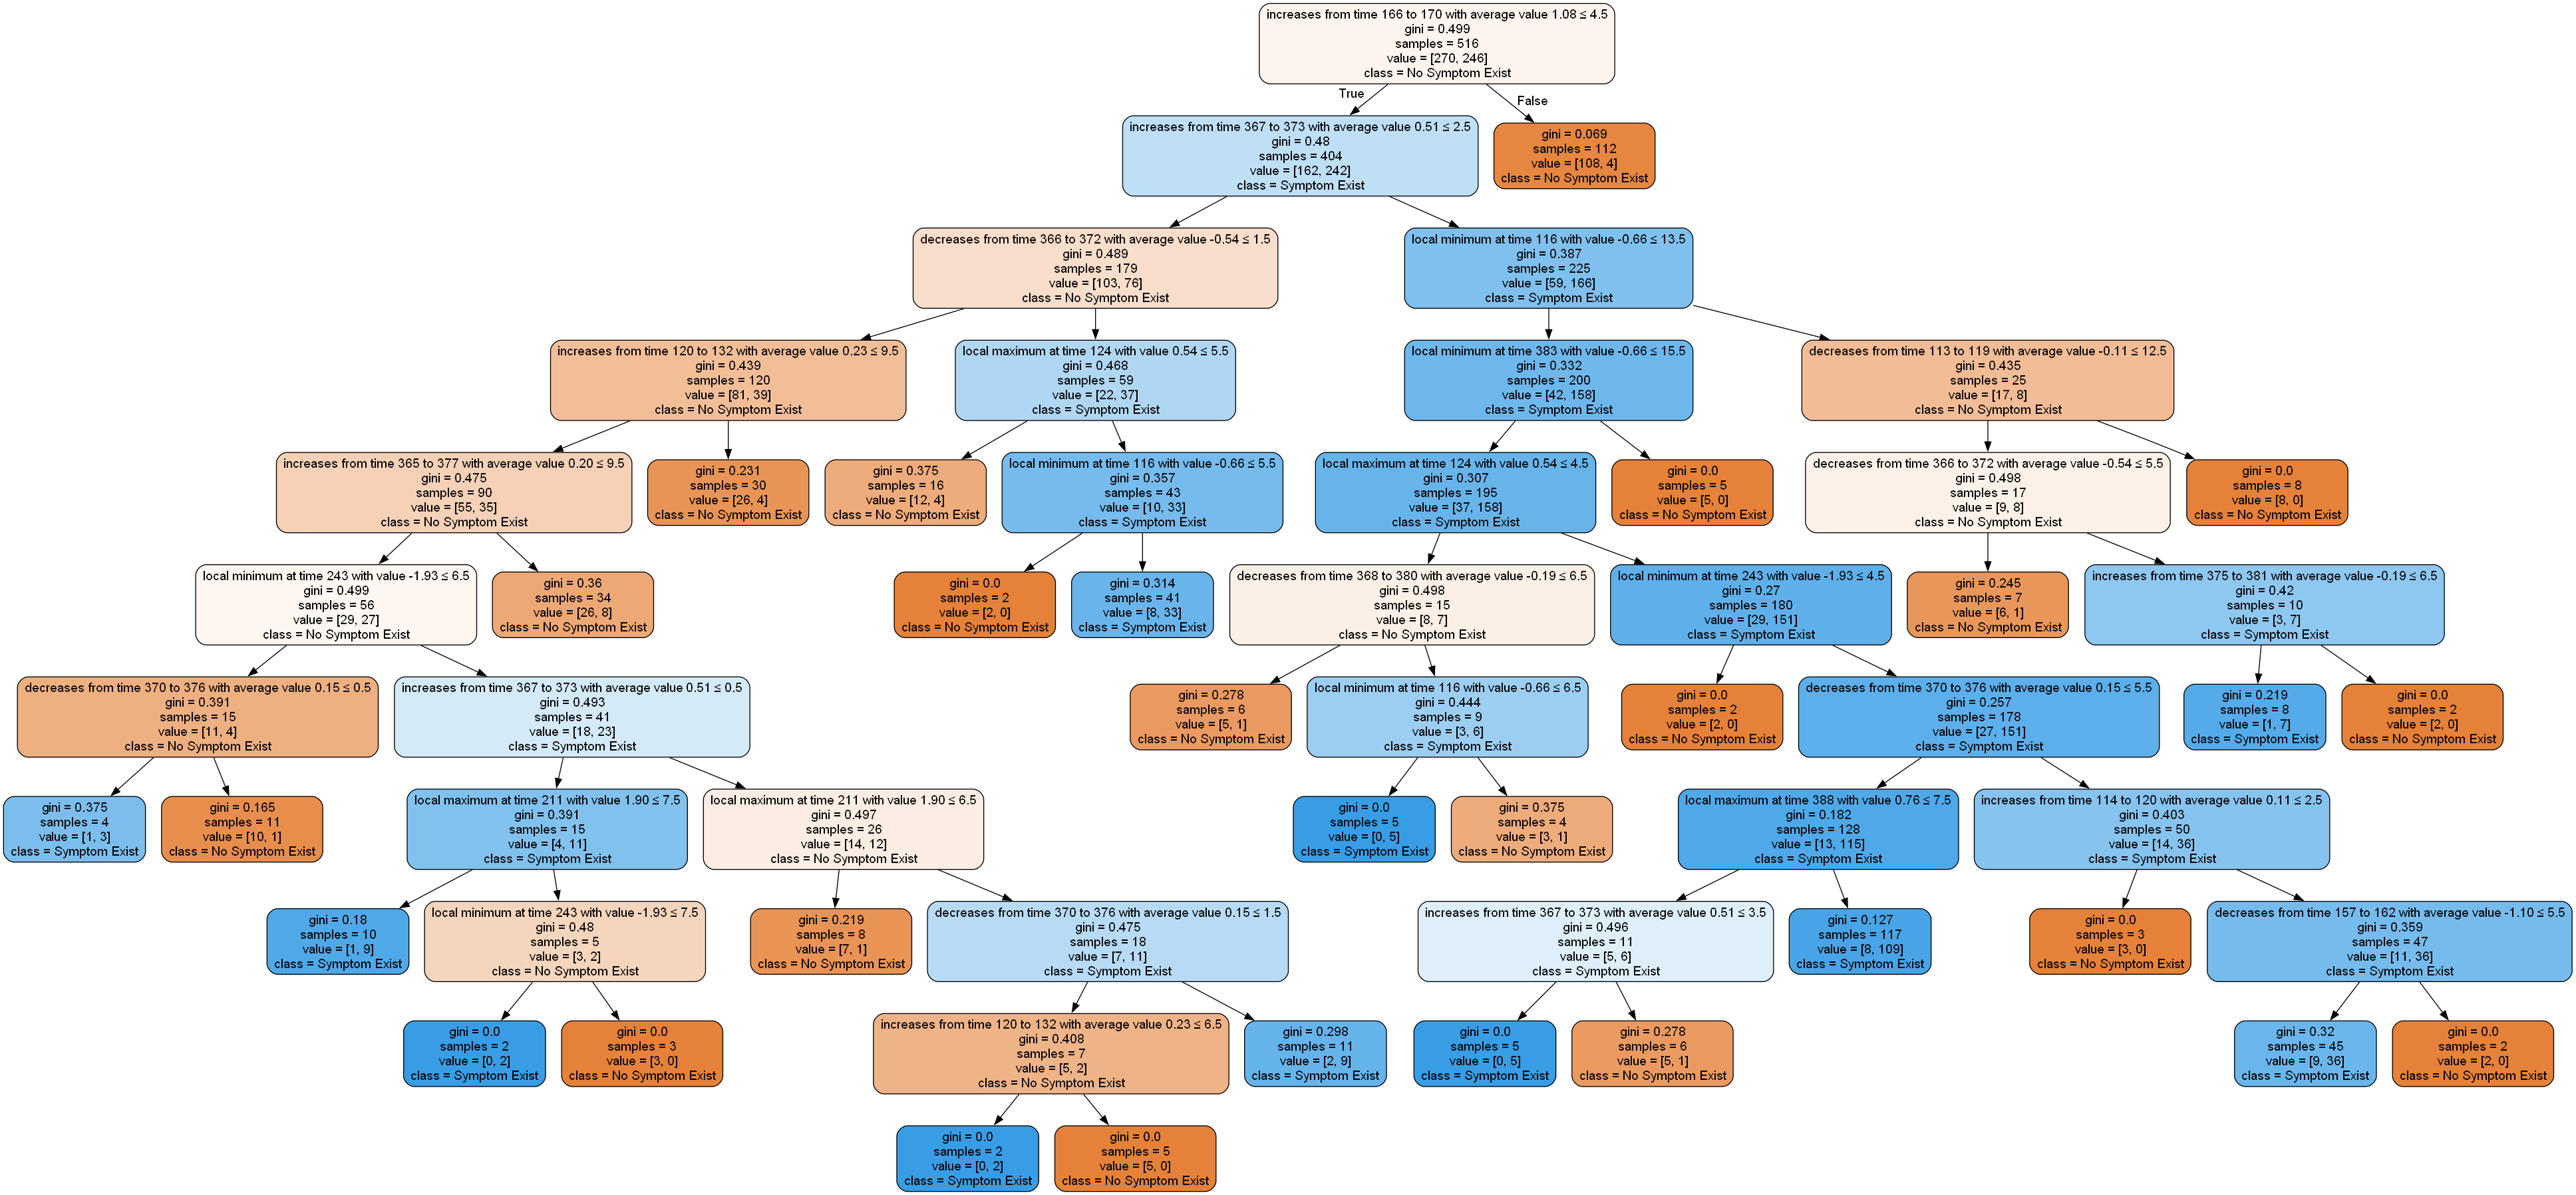 increases from time 166 to 170 with average value 1.08 ≤ 4.5
gini = 0.499
samples = 516
value = [270, 246]
class = No Symptom Exist
True
False
increases from time 367 to 373 with average value 0.51 ≤ 2.5
gini = 0.48
samples = 404
value = [162, 242]
class = Symptom Exist
gini = 0.069
samples = 112
value = [108, 4]
class = No Symptom Exist
decreases from time 366 to 372 with average value -0.54 ≤ 1.5
gini = 0.489
samples = 179
value = [103, 76]
class = No Symptom Exist
local minimum at time 116 with value -0.66 ≤ 13.5
gini = 0.387
samples = 225
value = [59, 166]
class = Symptom Exist
increases from time 120 to 132 with average value 0.23 ≤ 9.5
gini = 0.439
samples = 120
value = [81, 39]
class = No Symptom Exist
local maximum at time 124 with value 0.54 ≤ 5.5
gini = 0.468
samples = 59
value = [22, 37]
class = Symptom Exist
local minimum at time 383 with value -0.66 ≤ 15.5
gini = 0.332
samples = 200
value = [42, 158]
class = Symptom Exist
decreases from time 113 to 119 with average value -0.11 ≤ 12.5
gini = 0.435
samples = 25
value = [17, 8]
class = No Symptom Exist
increases from time 365 to 377 with average value 0.20 ≤ 9.5
gini = 0.475
samples = 90
value = [55, 35]
class = No Symptom Exist
gini = 0.231
samples = 30
value = [26, 4]
class = No Symptom Exist
gini = 0.375
samples = 16
value = [12, 4]
class = No Symptom Exist
local minimum at time 116 with value -0.66 ≤ 5.5
gini = 0.357
samples = 43
value = [10, 33]
class = Symptom Exist
local maximum at time 124 with value 0.54 ≤ 4.5
gini = 0.307
samples = 195
value = [37, 158]
class = Symptom Exist
gini = 0.0
samples = 5
value = [5, 0]
class = No Symptom Exist
decreases from time 366 to 372 with average value -0.54 ≤ 5.5
gini = 0.498
samples = 17
value = [9, 8]
class = No Symptom Exist
gini = 0.0
samples = 8
value = [8, 0]
class = No Symptom Exist
local minimum at time 243 with value -1.93 ≤ 6.5
gini = 0.499
samples = 56
value = [29, 27]
class = No Symptom Exist
gini = 0.36
samples = 34
value = [26, 8]
class = No Symptom Exist
gini = 0.0
samples = 2
value = [2, 0]
class = No Symptom Exist
gini = 0.314
samples = 41
value = [8, 33]
class = Symptom Exist
decreases from time 368 to 380 with average value -0.19 ≤ 6.5
gini = 0.498
samples = 15
value = [8, 7]
class = No Symptom Exist
local minimum at time 243 with value -1.93 ≤ 4.5
gini = 0.27
samples = 180
value = [29, 151]
class = Symptom Exist
gini = 0.245
samples = 7
value = [6, 1]
class = No Symptom Exist
increases from time 375 to 381 with average value -0.19 ≤ 6.5
gini = 0.42
samples = 10
value = [3, 7]
class = Symptom Exist
decreases from time 370 to 376 with average value 0.15 ≤ 0.5
gini = 0.391
samples = 15
value = [11, 4]
class = No Symptom Exist
increases from time 367 to 373 with average value 0.51 ≤ 0.5
gini = 0.493
samples = 41
value = [18, 23]
class = Symptom Exist
gini = 0.278
samples = 6
value = [5, 1]
class = No Symptom Exist
local minimum at time 116 with value -0.66 ≤ 6.5
gini = 0.444
samples = 9
value = [3, 6]
class = Symptom Exist
gini = 0.0
samples = 2
value = [2, 0]
class = No Symptom Exist
decreases from time 370 to 376 with average value 0.15 ≤ 5.5
gini = 0.257
samples = 178
value = [27, 151]
class = Symptom Exist
gini = 0.219
samples = 8
value = [1, 7]
class = Symptom Exist
gini = 0.0
samples = 2
value = [2, 0]
class = No Symptom Exist
gini = 0.375
samples = 4
value = [1, 3]
class = Symptom Exist
gini = 0.165
samples = 11
value = [10, 1]
class = No Symptom Exist
local maximum at time 211 with value 1.90 ≤ 7.5
gini = 0.391
samples = 15
value = [4, 11]
class = Symptom Exist
local maximum at time 211 with value 1.90 ≤ 6.5
gini = 0.497
samples = 26
value = [14, 12]
class = No Symptom Exist
gini = 0.0
samples = 5
value = [0, 5]
class = Symptom Exist
gini = 0.375
samples = 4
value = [3, 1]
class = No Symptom Exist
local maximum at time 388 with value 0.76 ≤ 7.5
gini = 0.182
samples = 128
value = [13, 115]
class = Symptom Exist
increases from time 114 to 120 with average value 0.11 ≤ 2.5
gini = 0.403
samples = 50
value = [14, 36]
class = Symptom Exist
gini = 0.18
samples = 10
value = [1, 9]
class = Symptom Exist
local minimum at time 243 with value -1.93 ≤ 7.5
gini = 0.48
samples = 5
value = [3, 2]
class = No Symptom Exist
gini = 0.219
samples = 8
value = [7, 1]
class = No Symptom Exist
decreases from time 370 to 376 with average value 0.15 ≤ 1.5
gini = 0.475
samples = 18
value = [7, 11]
class = Symptom Exist
increases from time 367 to 373 with average value 0.51 ≤ 3.5
gini = 0.496
samples = 11
value = [5, 6]
class = Symptom Exist
gini = 0.127
samples = 117
value = [8, 109]
class = Symptom Exist
gini = 0.0
samples = 3
value = [3, 0]
class = No Symptom Exist
decreases from time 157 to 162 with average value -1.10 ≤ 5.5
gini = 0.359
samples = 47
value = [11, 36]
class = Symptom Exist
gini = 0.0
samples = 2
value = [0, 2]
class = Symptom Exist
gini = 0.0
samples = 3
value = [3, 0]
class = No Symptom Exist
increases from time 120 to 132 with average value 0.23 ≤ 6.5
gini = 0.408
samples = 7
value = [5, 2]
class = No Symptom Exist
gini = 0.298
samples = 11
value = [2, 9]
class = Symptom Exist
gini = 0.0
samples = 5
value = [0, 5]
class = Symptom Exist
gini = 0.278
samples = 6
value = [5, 1]
class = No Symptom Exist
gini = 0.32
samples = 45
value = [9, 36]
class = Symptom Exist
gini = 0.0
samples = 2
value = [2, 0]
class = No Symptom Exist
gini = 0.0
samples = 2
value = [0, 2]
class = Symptom Exist
gini = 0.0
samples = 5
value = [5, 0]
class = No Symptom Exist